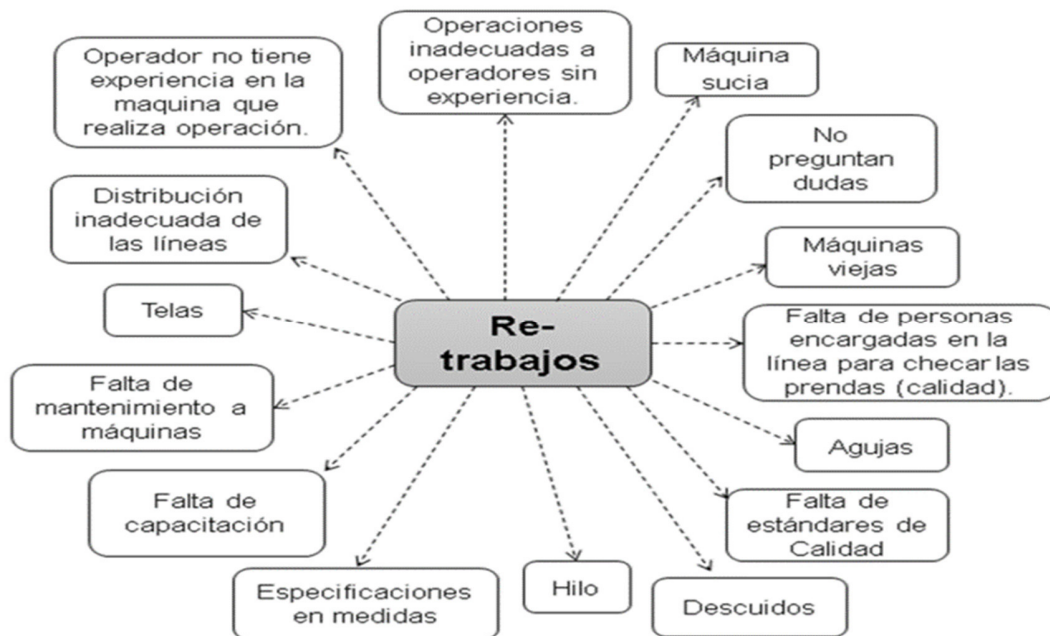 Operador no tiene
experiencia en la
maquina que
realiza operación.
Operaciones
inadecuadas a
operadores sin
experiencia.
Máquina
sucia
No
preguntan
dudas
Distribución
inadecuada de
las líneas
Máquinas
viejas
Telas
Re-
trabajos
Falta de personas
encargadas en la
línea para checar las
prendas (calidad).
Falta de
mantenimiento a
máquinas
Agujas
Falta de
capacitación
Falta de
estándares de
Calidad
Especificaciones
en medidas
Hilo
Descuidos